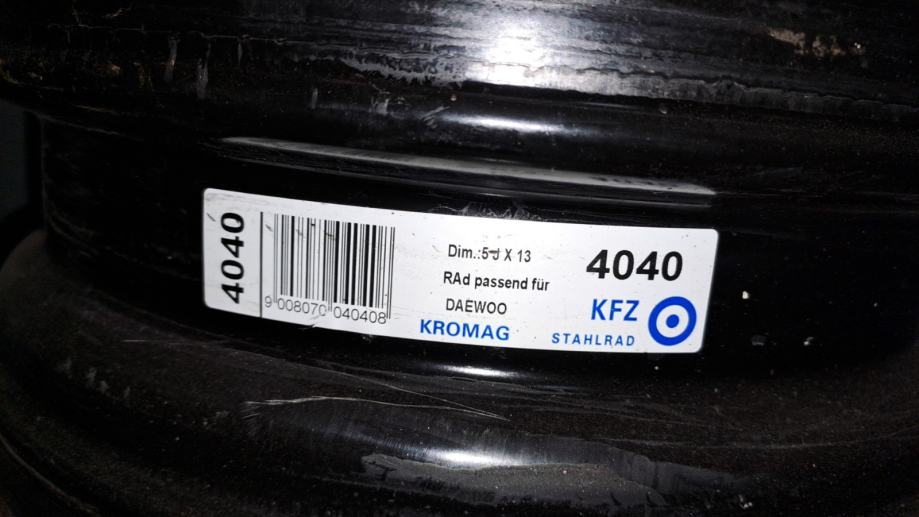 4040
9 008070 040408
Dim.:5 J X 13
RAd passend für
DAEWOO
KROMAG
4040
KFZ
STAHLRAD